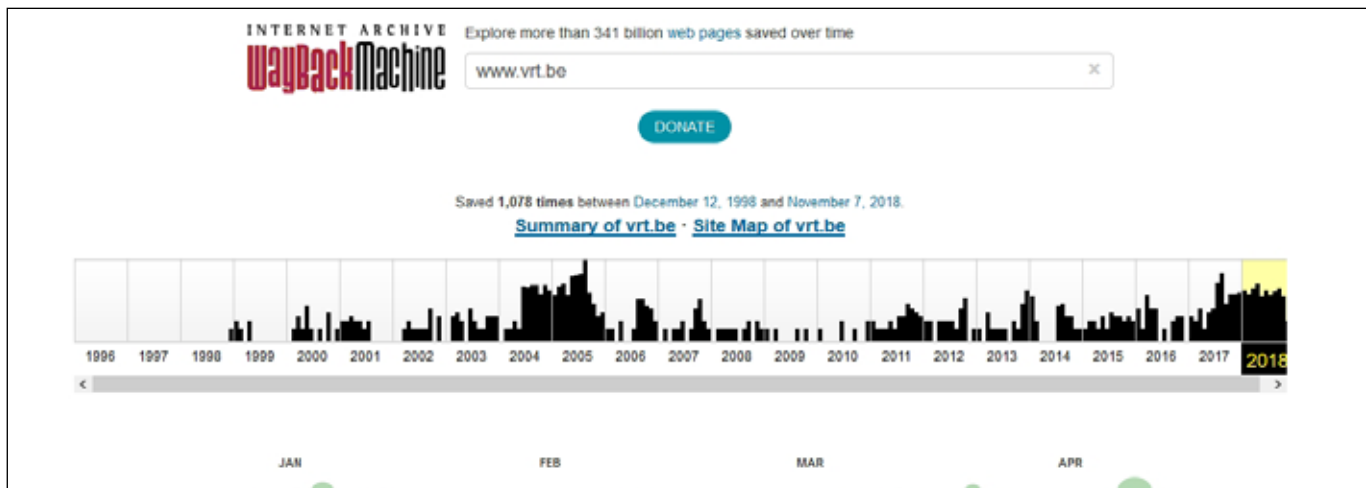 INTERNET ARCHIVE
WayBackMachine
Explore more than 341 billion web pages saved over time
www.vrt.be ×
DONATE
Saved 1,078 times between December 12, 1998 and November 7, 2018.
Summary of vrt.be · Site Map of vrt.be
1996 1997 1998 1999 2000 2001 2002 2003 2004 2005 2006 2007 2008 2009 2010 2011 2012 2013 2014 2015 2016 2017 2018
JAN FEB MAR APR